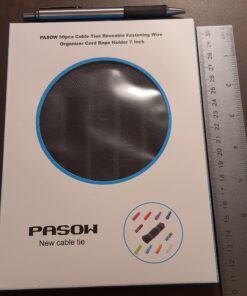 PASOW 50pcs Cable Ties Reusable Fastening Wire
Organizer Cord Rope Holder 7 Inch
PASOW
New cable tie